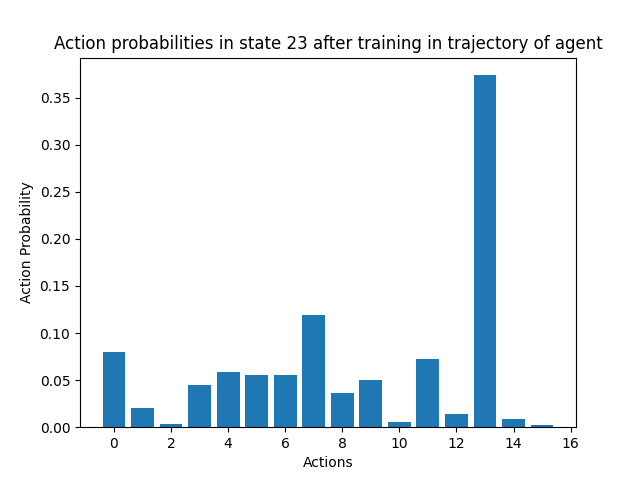 Action probabilities in state 23 after training in trajectory of agent
0.35
0.30
0.25
0.20
0.15
0.10
0.05
0.00
Action Probability
0 2 4 6 8 10 12 14 16
Actions